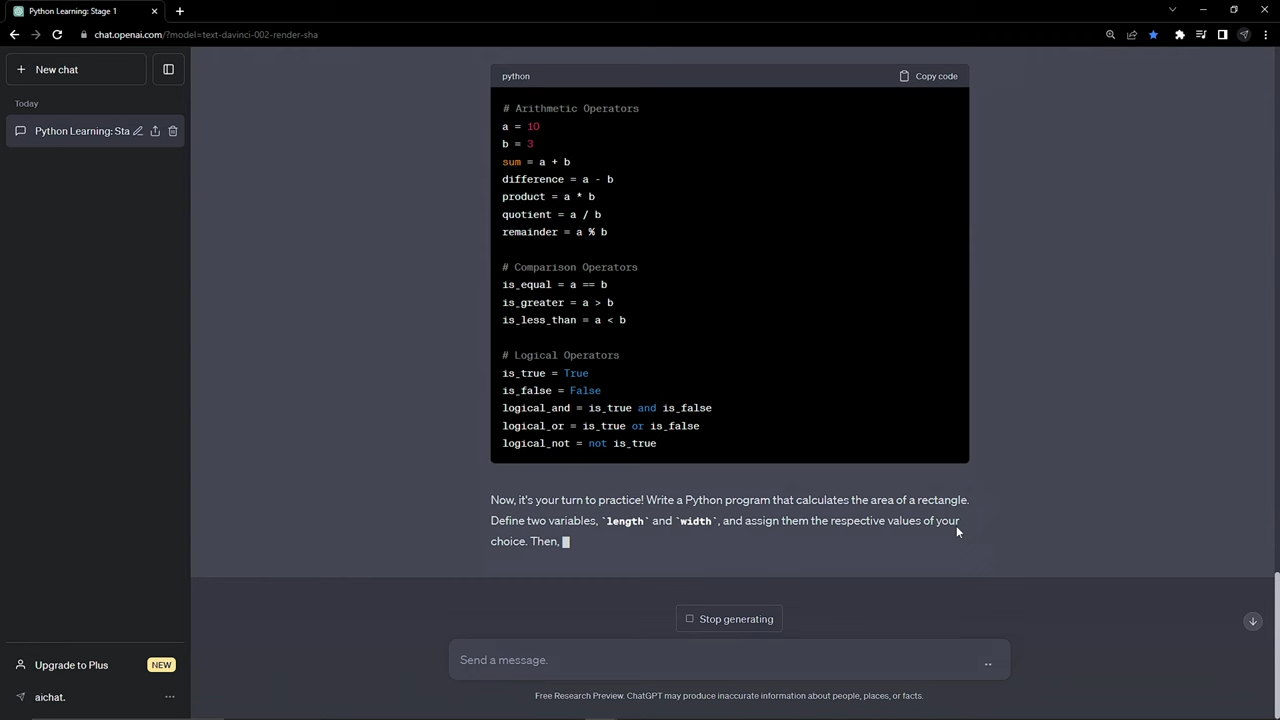 Python Learning: Stage 1
chat.openai.com/?model=text-davinci-002-render-sha
New chat
Today
Python Learning: Sta
python
Copy code
# Arithmetic Operators
a = 10
b = 3
sum = a + b
difference = a - b
product = a * b
quotient = a / b
remainder = a % b
# Comparison Operators
is_equal = a == b
is_greater = a > b
is_less_than = a < b
# Logical Operators
is_true = True
is_false = False
logical_and = is_true and is_false
logical_or = is_true or is_false
logical_not = not is_true
Now, it's your turn to practice! Write a Python program that calculates the area of a rectangle.
Define two variables, `length` and `width`, and assign them the respective values of your
choice. Then,
Stop generating
Send a message.
Free Research Preview. ChatGPT may produce inaccurate information about people, places, or facts.
Upgrade to Plus NEW
aichat.